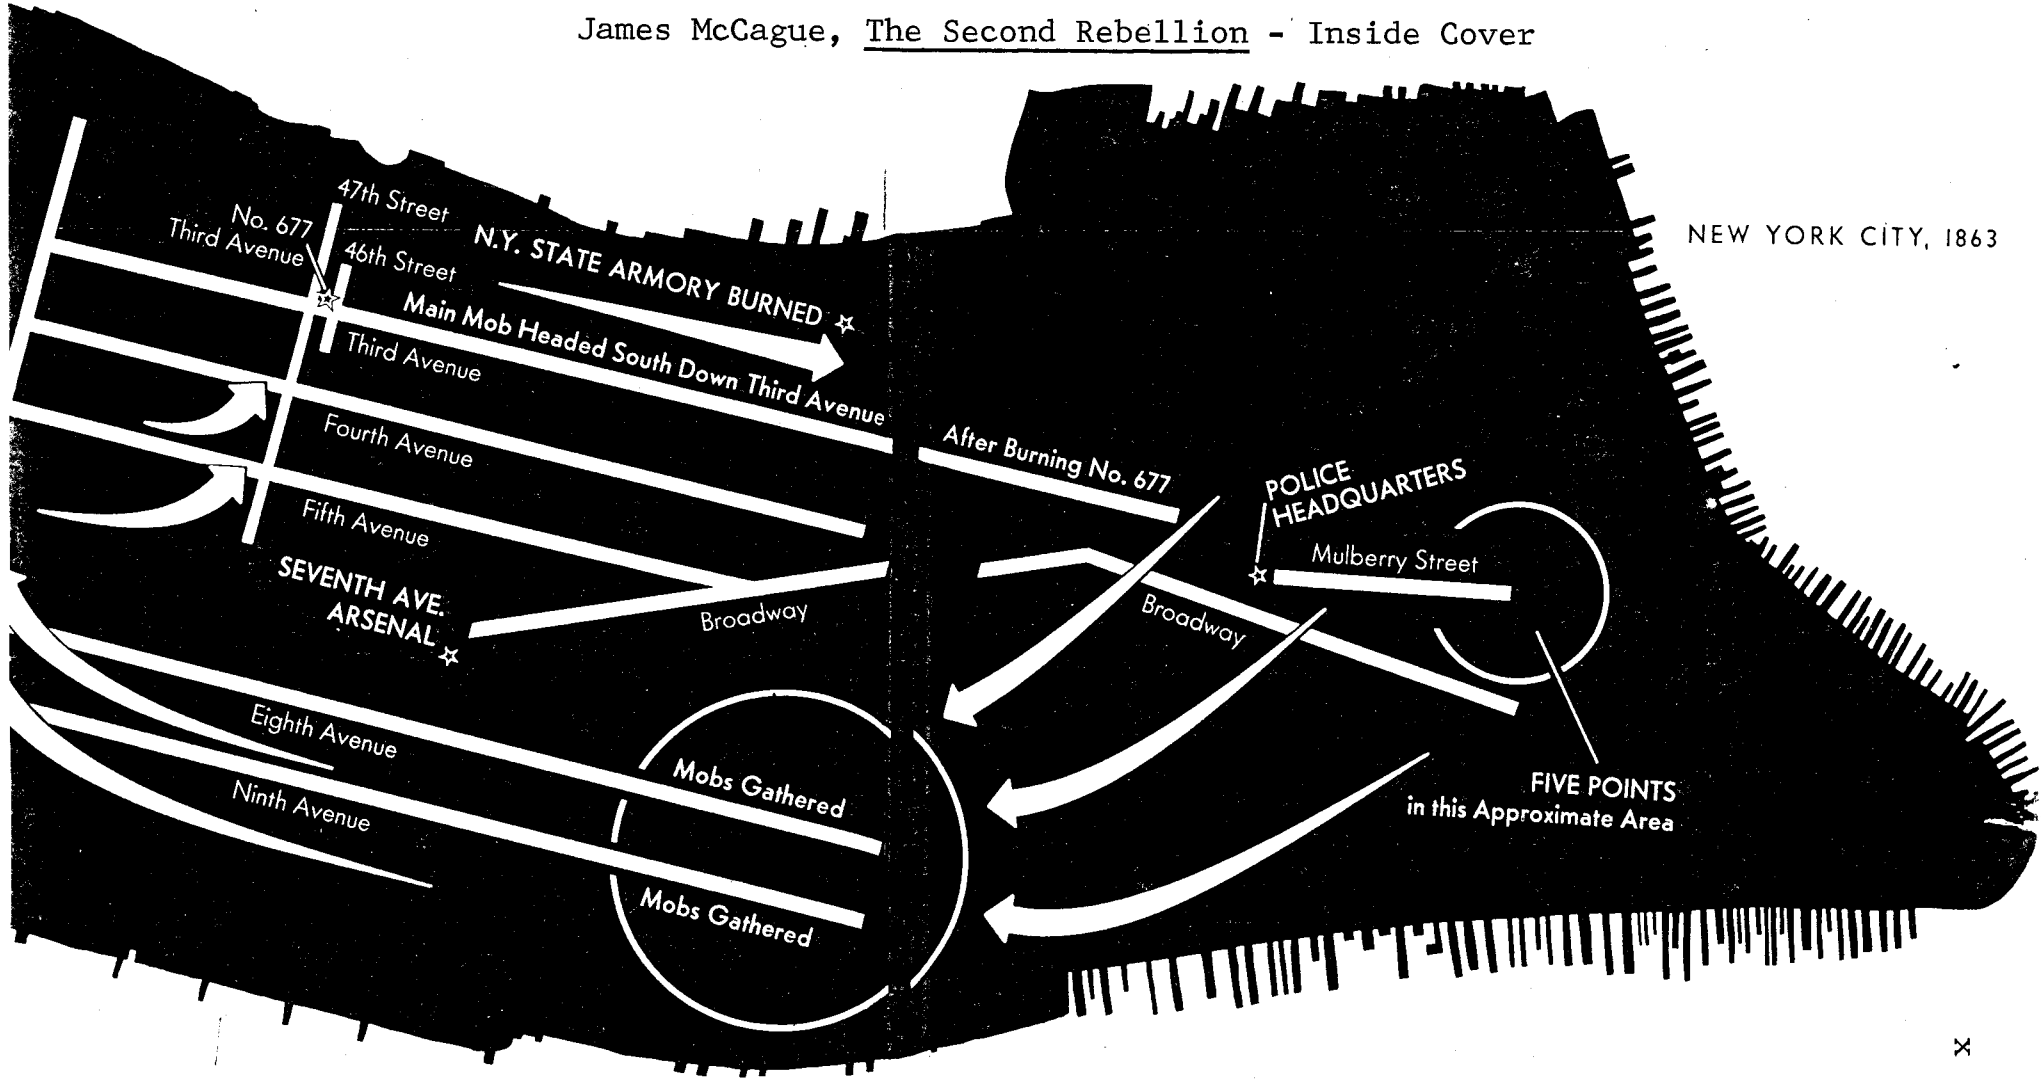 James McCague, The Second Rebellion - Inside Cover
NEW YORK CITY, 1863
47th Street
No. 677
Third Avenue
46th Street
N.Y. STATE ARMORY BURNED
Main Mob Headed South Down Third Avenue
After Burning No. 677
Third Avenue
Fourth Avenue
Fifth Avenue
POLICE
HEADQUARTERS
Mulberry Street
SEVENTH AVE.
ARSENAL
Broadway
Broadway
Eighth Avenue
Mobs Gathered
Ninth Avenue
Mobs Gathered
FIVE POINTS
in this Approximate Area